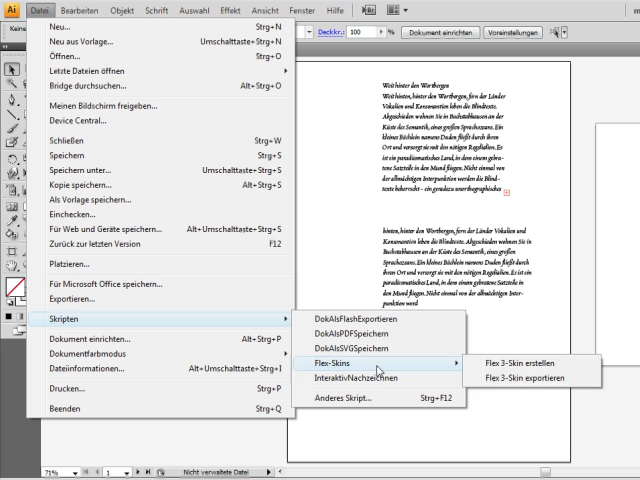 Ai Datei Bearbeiten Objekt Schrift Auswahl Effekt Ansicht Fenster Hilfe Br
Keine
Deckkr.: 100 % Dokument einrichten Voreinstellungen
Neu... Strg+N
Neu aus Vorlage... Umschalttaste+Strg+N
Öffnen... Strg+O
Letzte Dateien öffnen
Bridge durchsuchen... Alt+Strg+O
Meinen Bildschirm freigeben...
Device Central...
Schließen Strg+W
Speichern Strg+S
Speichern unter... Umschalttaste+Strg+S
Kopie speichern... Alt+Strg+S
Als Vorlage speichern...
Einchecken...
Für Web und Geräte speichern... Alt+Umschalttaste+Strg+S
Zurück zur letzten Version F12
Platzieren...
Für Microsoft Office speichern...
Exportieren...
Skripten
Dokument einrichten... Alt+Strg+P
Dokumentfarbmodus
Dateiinformationen... Alt+Umschalttaste+Strg+I
Drucken... Strg+P
Beenden Strg+Q
DokAlsFlashExportieren
DokAlsPDFSpeichern
DokAlsSVGSpeichern
Flex-Skins
InteraktivNachzeichnen
Anderes Skript... Strg+F12
Flex 3-Skin erstellen
Flex 3-Skin exportieren
Weit hinter den Wortbergen
Weit hinten, hinter den Wortbergen, fern der Länder
Vokalien und Konsonantien leben die Blindtexte.
Abgeschieden wohnen Sie in Buchstabhausen an der
Küste des Semantik, eines großen Sprachozeans. Ein
kleines Bächlein namens Duden fließt durch ihren
Ort und versorgt sie mit den nötigen Regelialien. Es
ist ein paradiesmatisches Land, in dem einem gebra-
tene Satzteile in den Mund fliegen. Nicht einmal von
der allmächtigen Interpunktion werden die Blind-
texte beherrscht - ein geradezu unorthographisches
hinten, hinter den Wortbergen, fern der Länder Vokalien und
Konsonantien leben die Blindtexte. Abgeschieden wohnen Sie in
Buchstabhausen an der Küste des Semantik, eines großen
Sprachozeans. Ein kleines Bächlein namens Duden fließt durch
ihren Ort und versorgt sie mit den nötigen Regelialien. Es ist ein
paradiesmatisches Land, in dem einem gebratene Satzteile in
den Mund fliegen. Nicht einmal von der allmächtigen Inter-
punktion werd
71% 1 Nicht verwaltete Datei